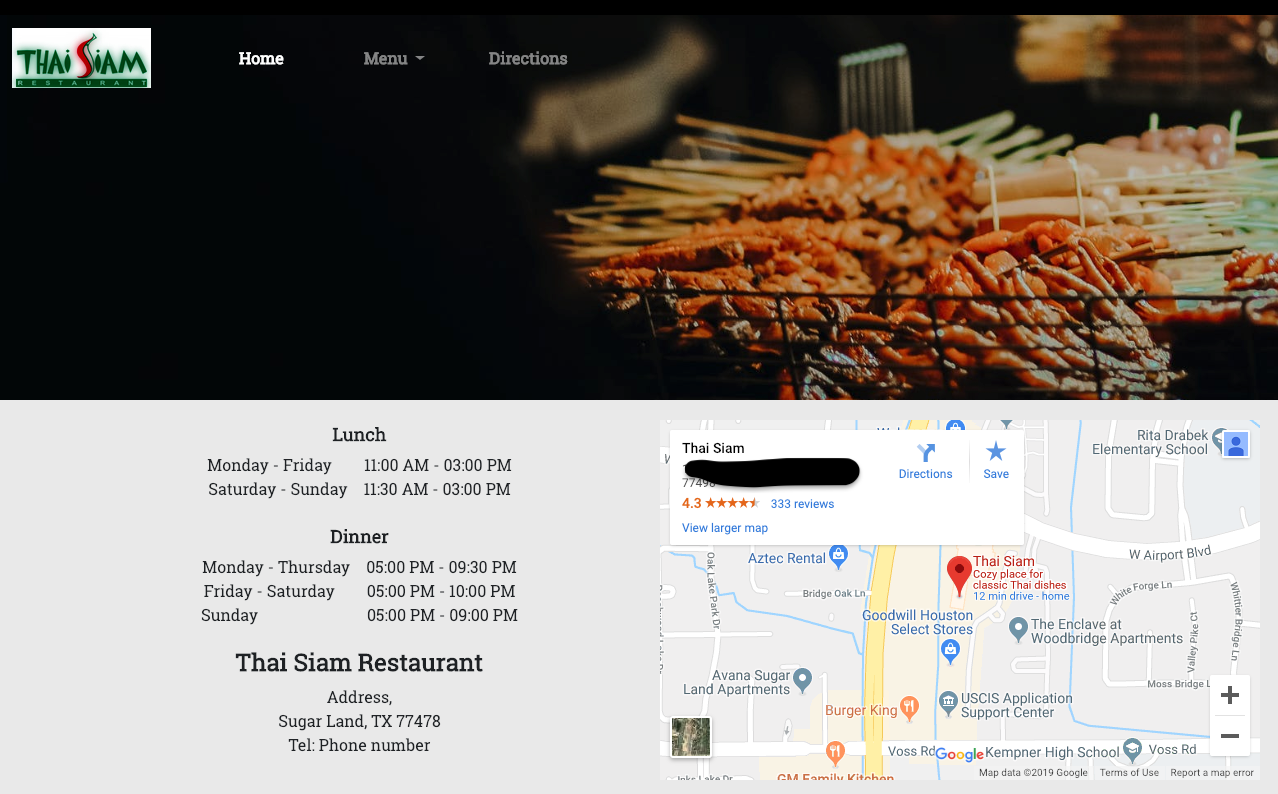 THAI SIAM
RESTAURANT
Home
Menu
Directions
Lunch
Monday - Friday 11:00 AM - 03:00 PM
Saturday - Sunday 11:30 AM - 03:00 PM
Dinner
Monday - Thursday 05:00 PM - 09:30 PM
Friday - Saturday 05:00 PM - 10:00 PM
Sunday 05:00 PM - 09:00 PM
Thai Siam Restaurant
Address,
Sugar Land, TX 77478
Tel: Phone number
Thai Siam
77498
4.3
333 reviews
View larger map
Directions
Save
Rita Drabek
Elementary School
W Airport Blvd
Oak Lake Park Dr
Aztec Rental
Bridge Oak Ln
Thai Siam
Cozy place for
classic Thai dishes
12 min drive - home
White Forge Ln
Whittier Bridge Ln
Valley Pike Ct
Goodwill Houston
Select Stores
The Enclave at
Woodbridge Apartments
Avana Sugar
Land Apartments
Moss Bridge L
Burger King
USCIS Application
Support Center
Voss Rd
Google
Kempner High School
Voss Rd
Inks Lake Dr
GM Family Kitchen
Map data ©2019 Google
Terms of Use
Report a map error